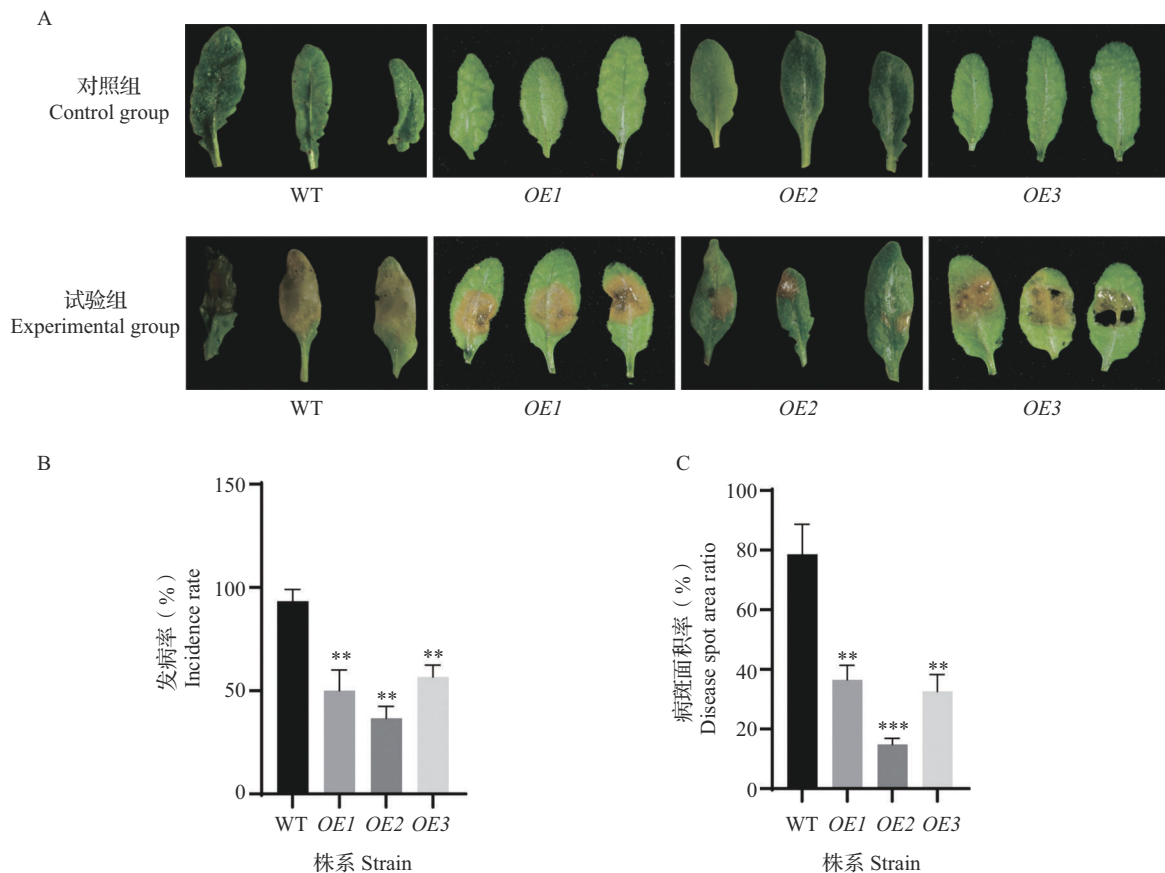 A
对照组
Control group
WT
OE1
OE2
OE3
试验组
Experimental group
WT
OE1
OE2
OE3
B
发病率（%）
Incidence rate
150
100
50
0
**
**
**
WT
OE1
OE2
OE3
株系 Strain
C
病斑面积率（%）
Disease spot area ratio
100
80
60
40
20
0
**
***
**
WT
OE1
OE2
OE3
株系 Strain